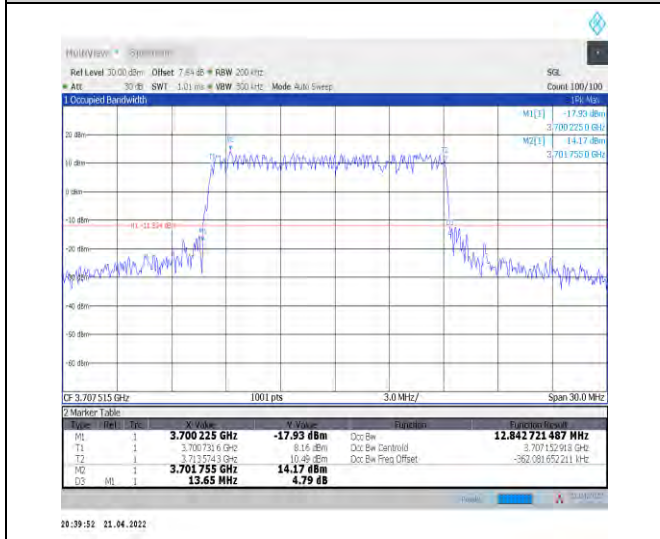 MultiView Spectrum
Ref Level 30.00 dBm Offset 7.64 dB RBW 200 kHz SGL
Att 30 dB SWT 1.01 ms VBW 500 kHz Mode Auto Sweep Count 100/100
1 Occupied Bandwidth 1Pk Max
M1[1] -17.93 dBm
3.700 225 0 GHz
M2[1] 14.17 dBm
3.701 755 0 GHz
20 dBm
10 dBm
0 dBm
-10 dBm
-20 dBm
-40 dBm
-50 dBm
-60 dBm
CF 3.707 515 GHz 1001 pts 3.0 MHz/ Span 30.0 MHz
2 Marker Table
Type Ref Trc X-Value Y-Value Function Function Result
M1 1 3.700 225 GHz -17.93 dBm Occ Bw 12.842 721 487 MHz
T1 1 3.700 731 6 GHz 8.16 dBm Occ Bw Centroid 3.707 152 918 GHz
T2 1 3.713 574 3 GHz 10.49 dBm Occ Bw Freq Offset -362.081 652 211 kHz
M2 1 3.701 755 GHz 14.17 dBm
D3 M1 1 13.65 MHz 4.79 dB
20:39:52 21.04.2022